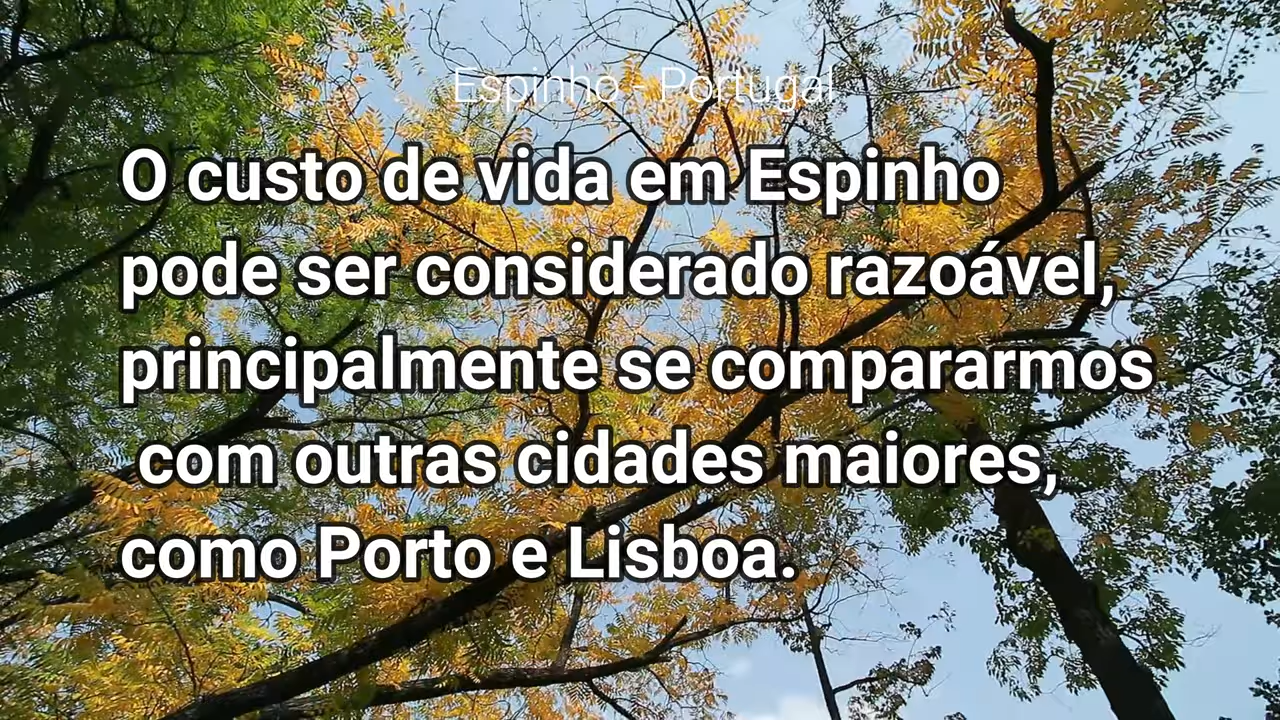 Espinho - Portugal
O custo de vida em Espinho
pode ser considerado razoável,
principalmente se compararmos
com outras cidades maiores,
como Porto e Lisboa.